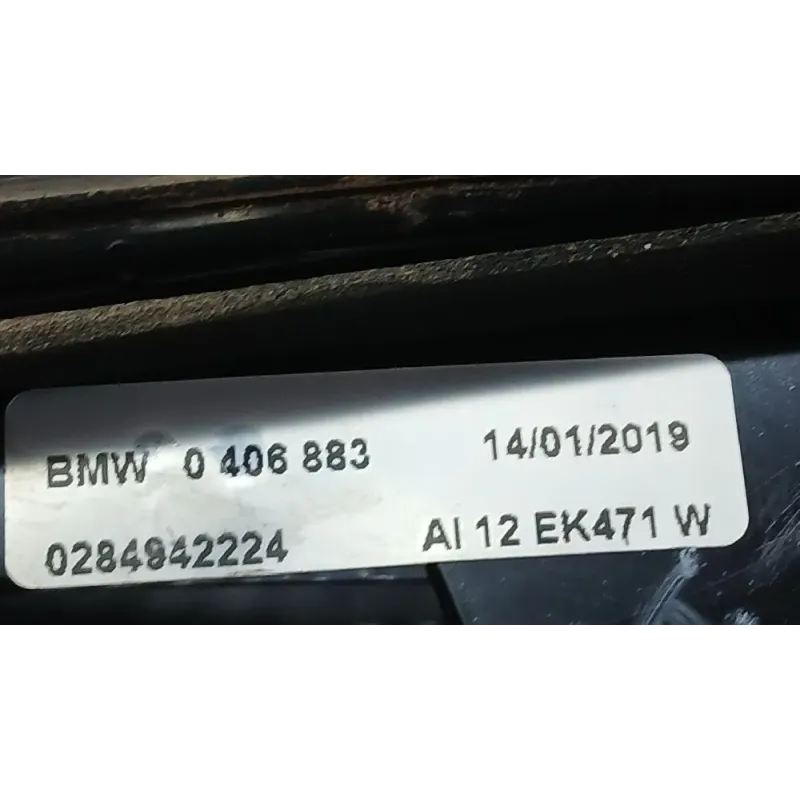 BMW 0 406 883 14/01/2019
0284942224 AI 12 EK471 W